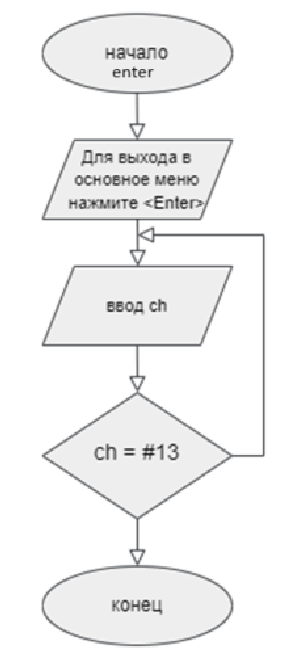 начало
enter
Для выхода в
основное меню
нажмите <Enter>
ввод ch
ch = #13
конец